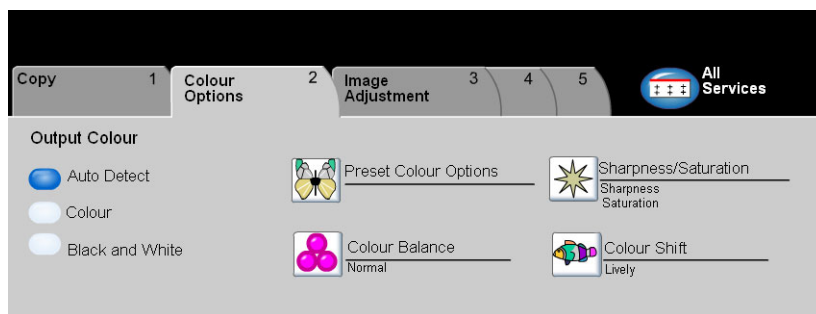 Copy 1
Colour Options 2
Image Adjustment 3
4
5
All Services
Output Colour
Auto Detect
Colour
Black and White
Preset Colour Options
Sharpness/Saturation
Sharpness
Saturation
Colour Balance
Normal
Colour Shift
Lively